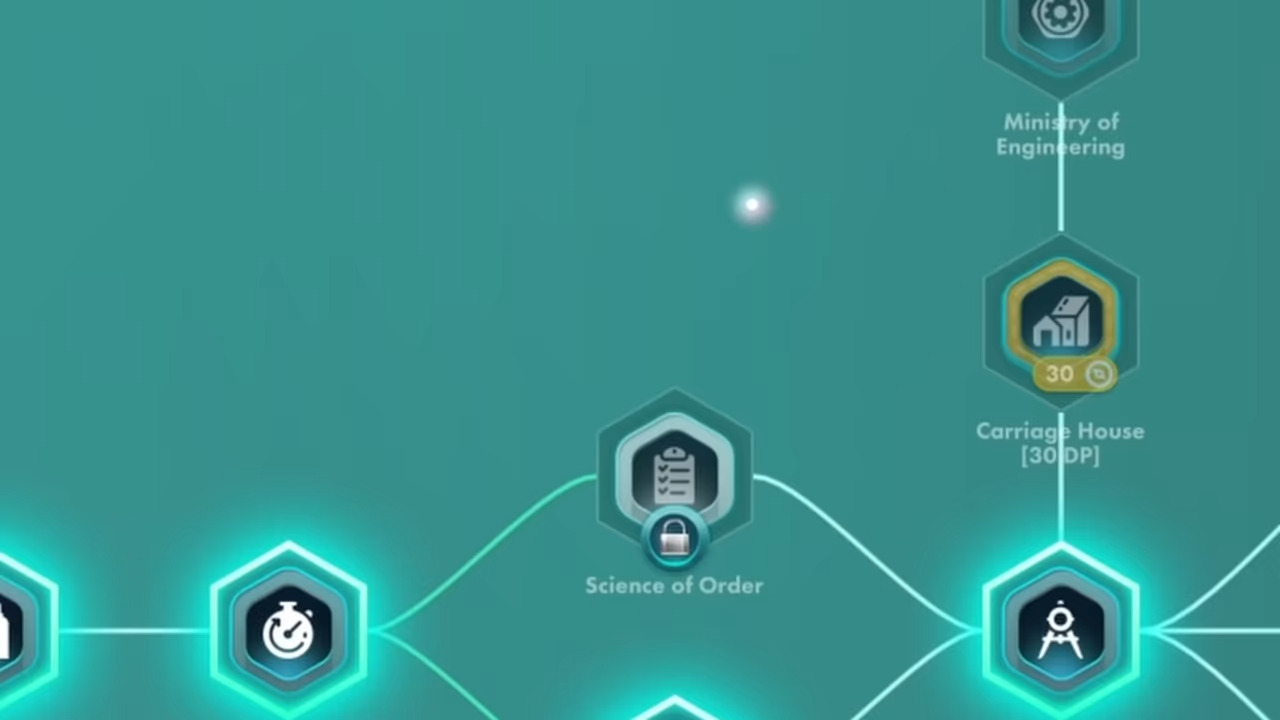 Ministry of
Engineering
30
Carriage House
[30 DP]
Science of Order